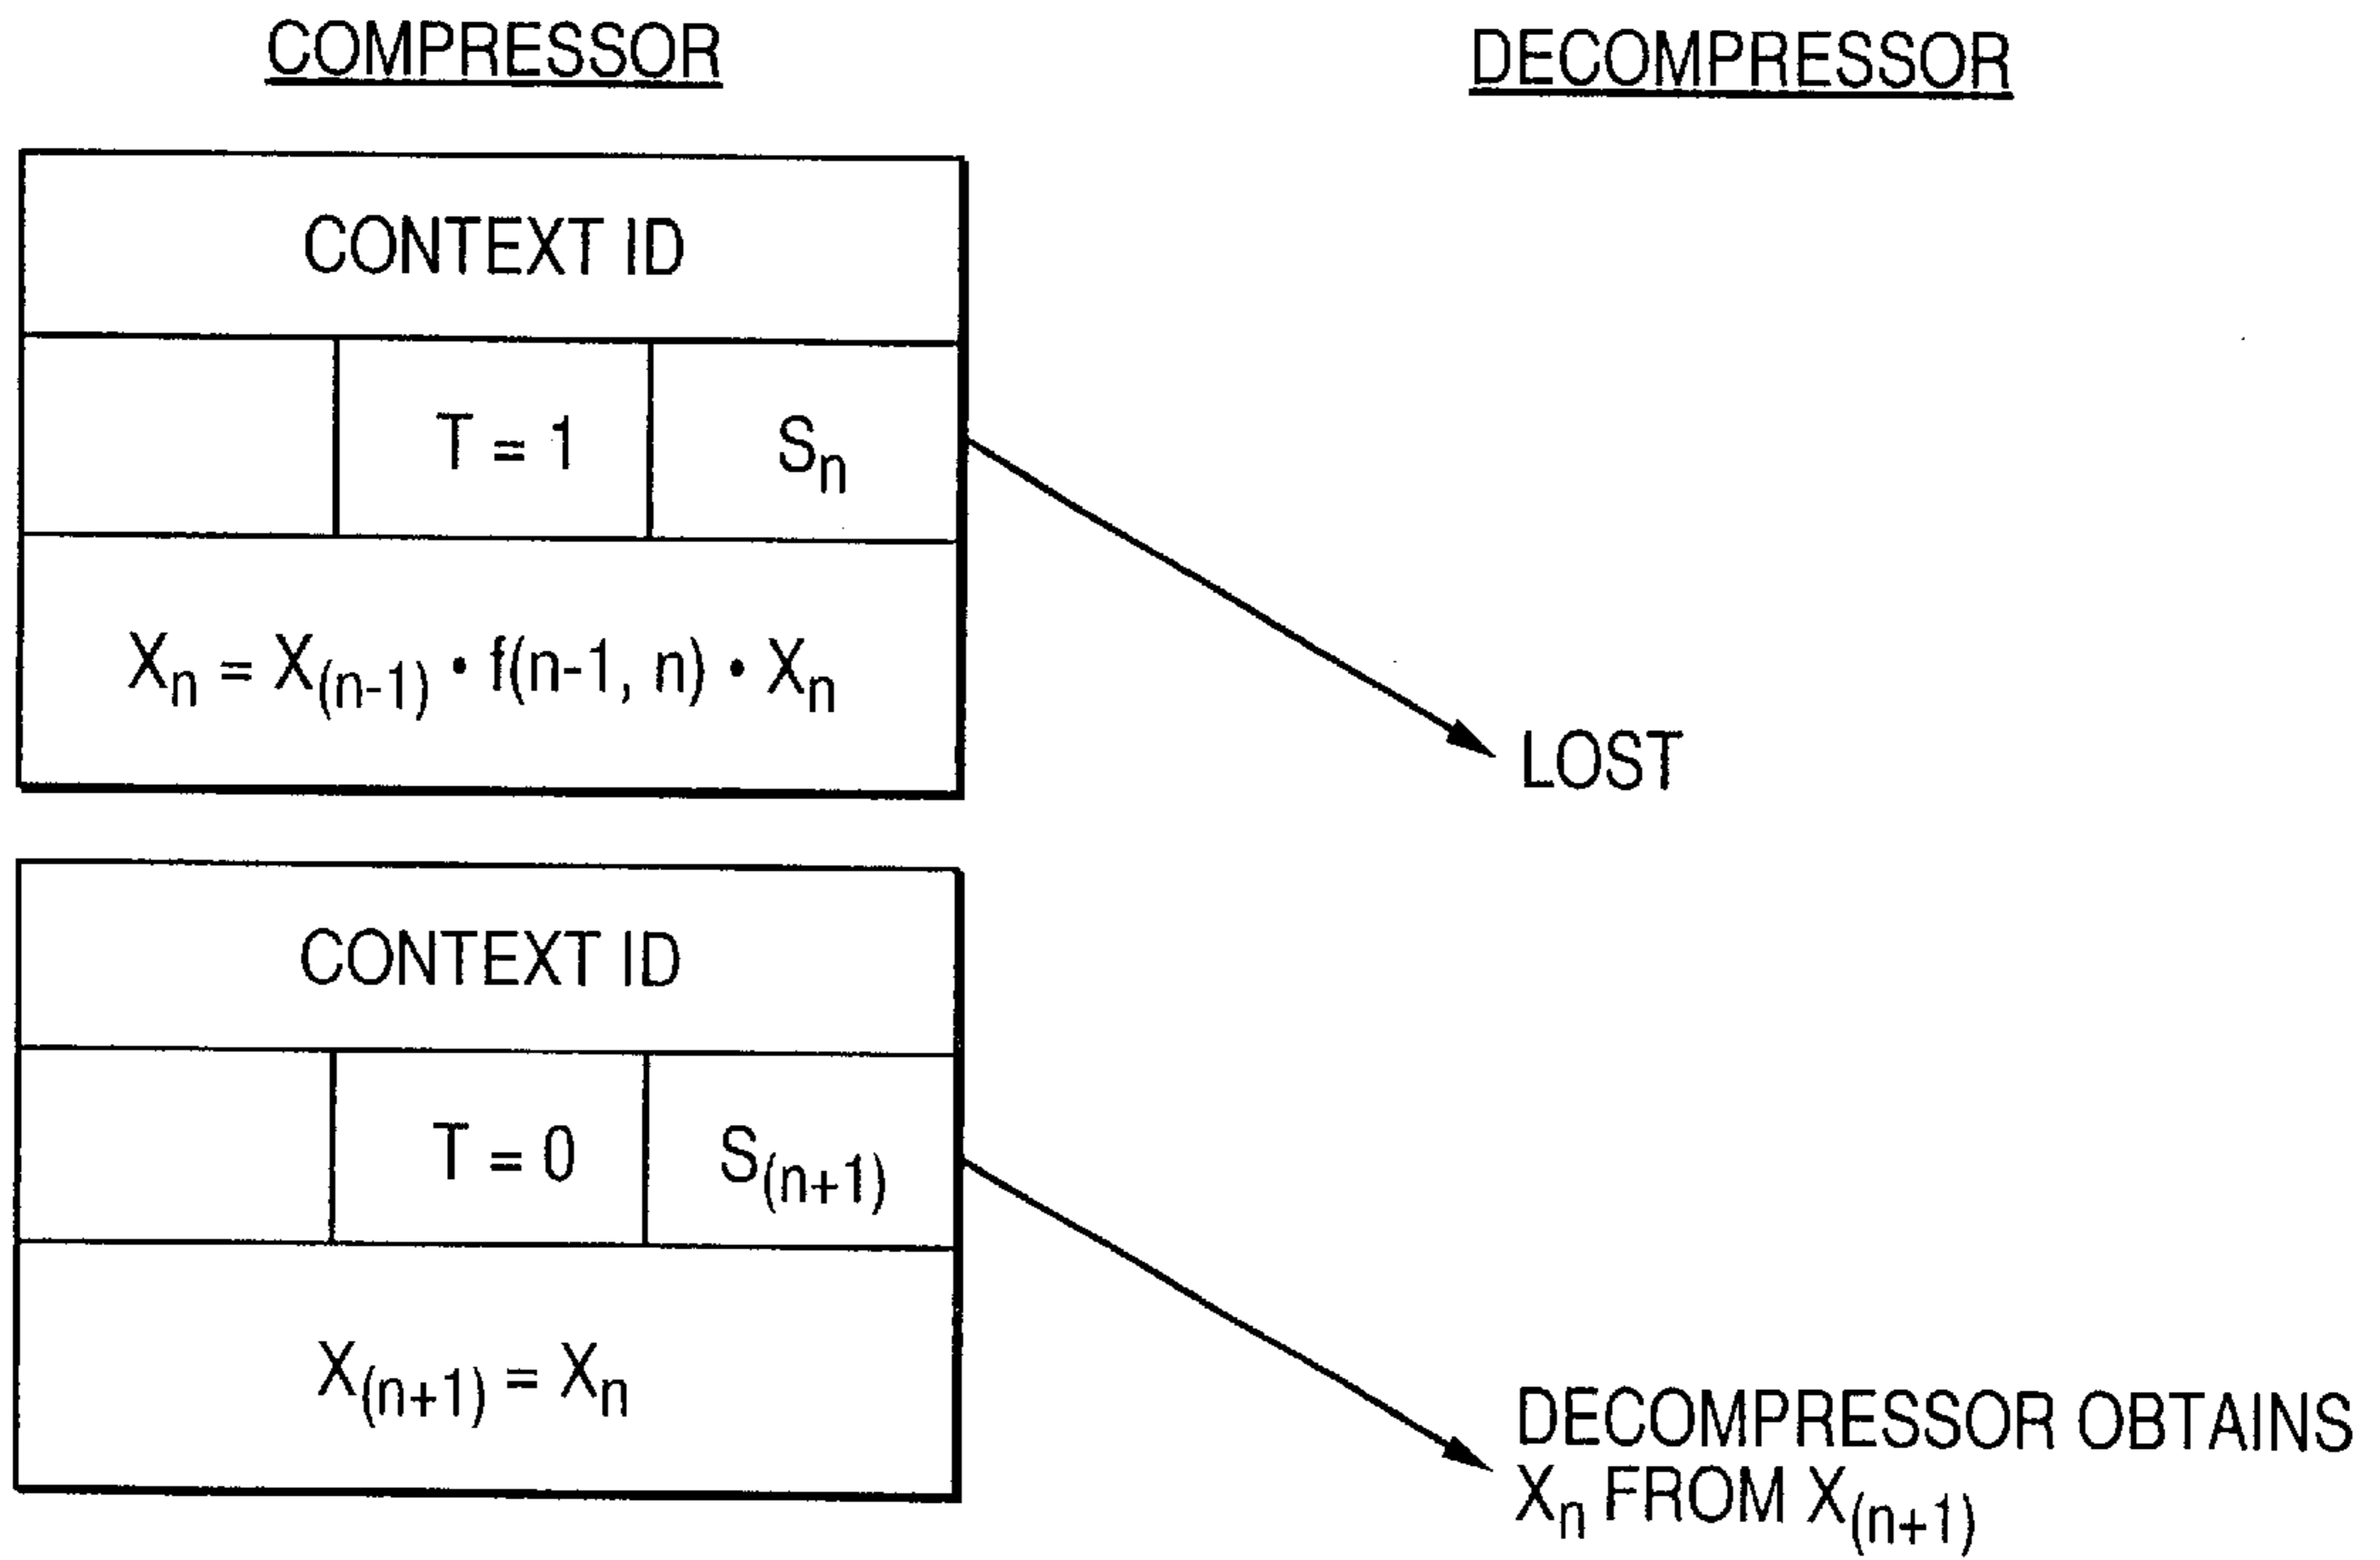 COMPRESSOR
DECOMPRESSOR
CONTEXT ID
T = 1
Sₙ
Xₙ = X₍ₙ₋₁₎ • f(n-1, n) • Xₙ
LOST
CONTEXT ID
T = 0
S₍ₙ₊₁₎
X₍ₙ₊₁₎ = Xₙ
DECOMPRESSOR OBTAINS
Xₙ FROM X₍ₙ₊₁₎